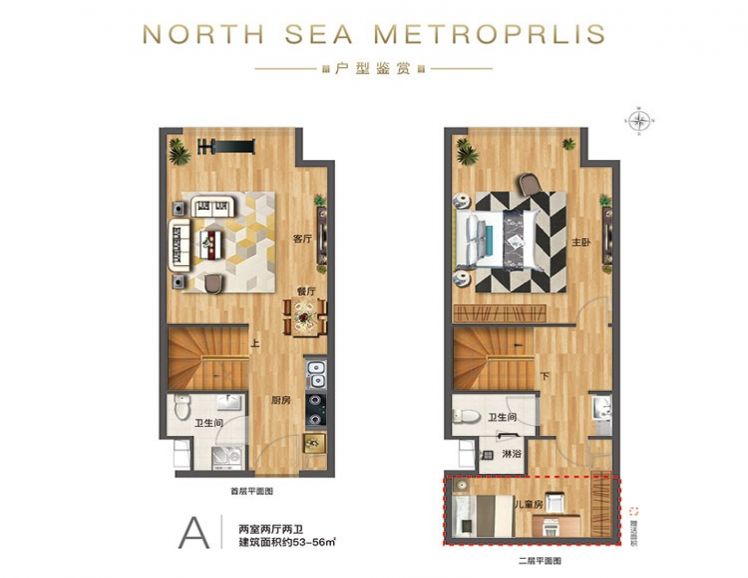 NORTH SEA METROPRLIS
户型鉴赏
客厅
餐厅
上
厨房
卫生间
首层平面图
主卧
下
卫生间
淋浴
儿童房
赠送面积
二层平面图
A
两室两厅两卫
建筑面积约53-56㎡